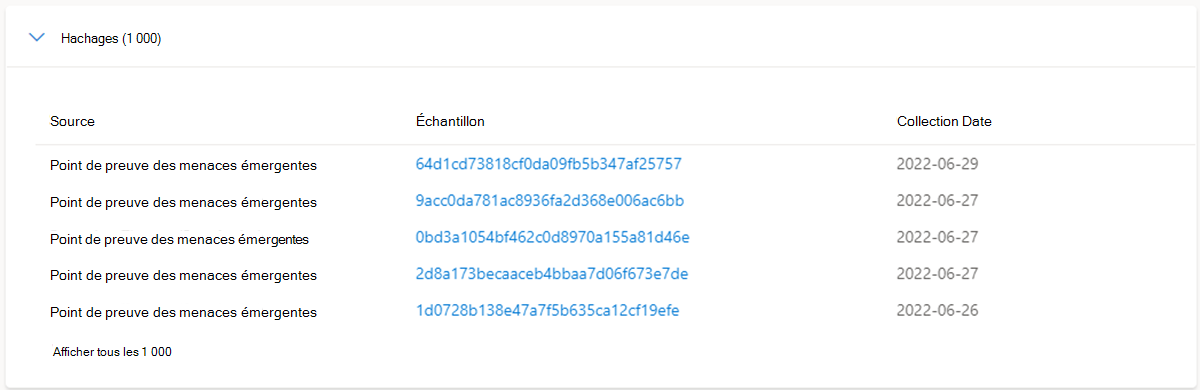 Hachages (1 000)
Source Échantillon Collection Date
Point de preuve des menaces émergentes 64d1cd73818cf0da09fb5b347af25757 2022-06-29
Point de preuve des menaces émergentes 9acc0da781ac8936fa2d368e006ac6bb 2022-06-27
Point de preuve des menaces émergentes 0bd3a1054bf462c0d8970a155a81d46e 2022-06-27
Point de preuve des menaces émergentes 2d8a173becaaceb4bbaa7d06f673e7de 2022-06-27
Point de preuve des menaces émergentes 1d0728b138e47a7f5b635ca12cf19efe 2022-06-26
Afficher tous les 1 000